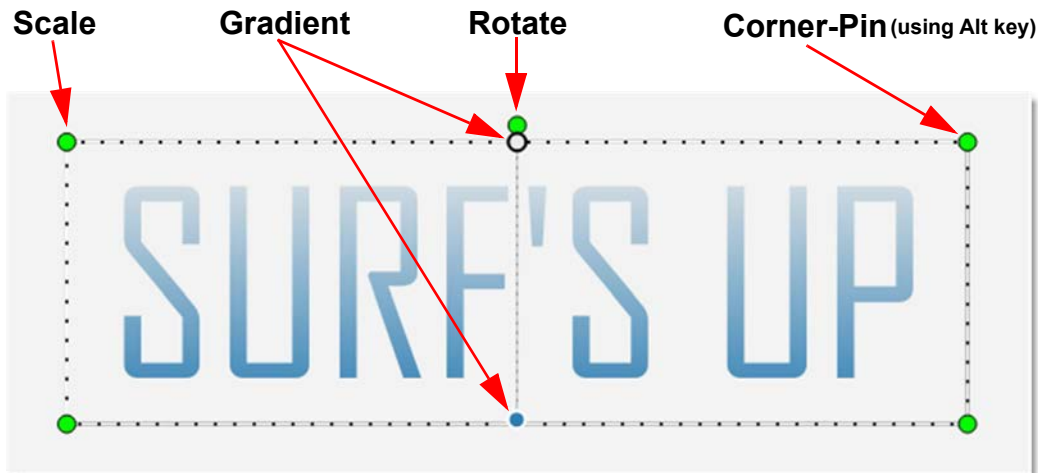 Scale Gradient Rotate Corner-Pin (using Alt key)
SURF'S UP